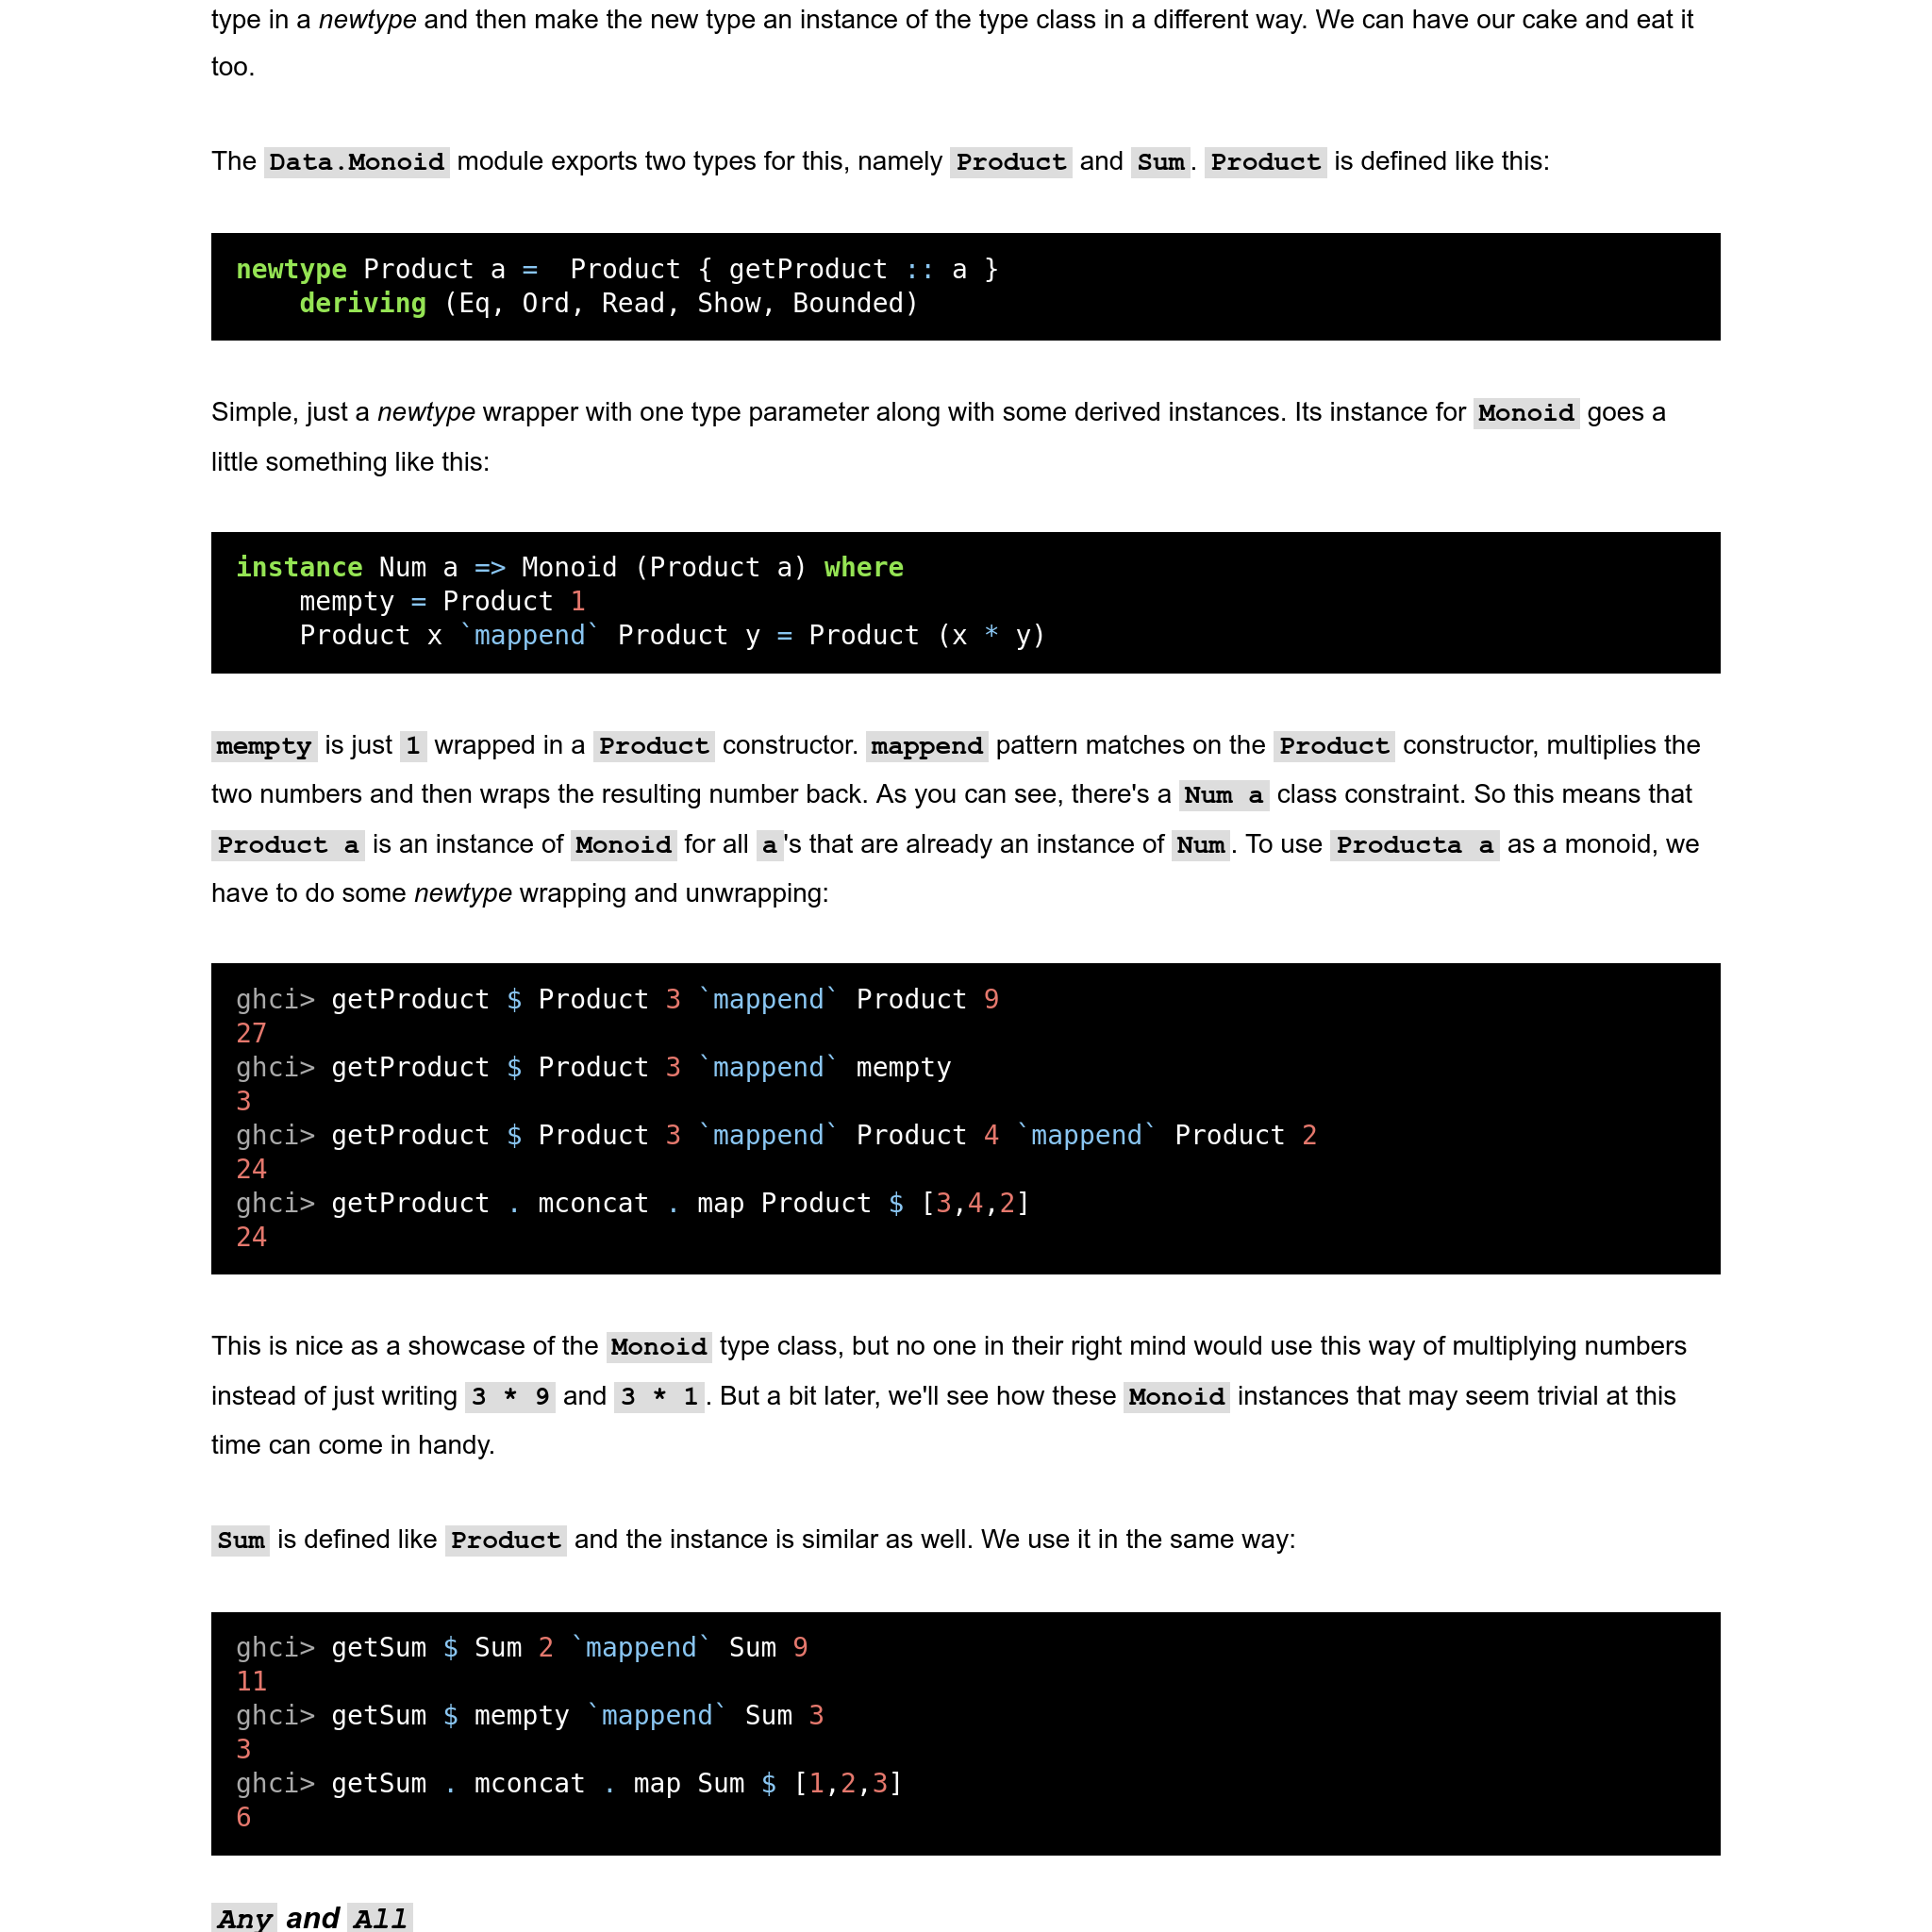 type in a newtype and then make the new type an instance of the type class in a different way. We can have our cake and eat it
too.
The Data.Monoid module exports two types for this, namely Product and Sum. Product is defined like this:
newtype Product a =  Product { getProduct :: a }
    deriving (Eq, Ord, Read, Show, Bounded)
Simple, just a newtype wrapper with one type parameter along with some derived instances. Its instance for Monoid goes a
little something like this:
instance Num a => Monoid (Product a) where
    mempty = Product 1
    Product x `mappend` Product y = Product (x * y)
mempty is just 1 wrapped in a Product constructor. mappend pattern matches on the Product constructor, multiplies the
two numbers and then wraps the resulting number back. As you can see, there's a Num a class constraint. So this means that
Product a is an instance of Monoid for all a's that are already an instance of Num. To use Producta a as a monoid, we
have to do some newtype wrapping and unwrapping:
ghci> getProduct $ Product 3 `mappend` Product 9
27
ghci> getProduct $ Product 3 `mappend` mempty
3
ghci> getProduct $ Product 3 `mappend` Product 4 `mappend` Product 2
24
ghci> getProduct . mconcat . map Product $ [3,4,2]
24
This is nice as a showcase of the Monoid type class, but no one in their right mind would use this way of multiplying numbers
instead of just writing 3 * 9 and 3 * 1. But a bit later, we'll see how these Monoid instances that may seem trivial at this
time can come in handy.
Sum is defined like Product and the instance is similar as well. We use it in the same way:
ghci> getSum $ Sum 2 `mappend` Sum 9
11
ghci> getSum $ mempty `mappend` Sum 3
3
ghci> getSum . mconcat . map Sum $ [1,2,3]
6
Any and All